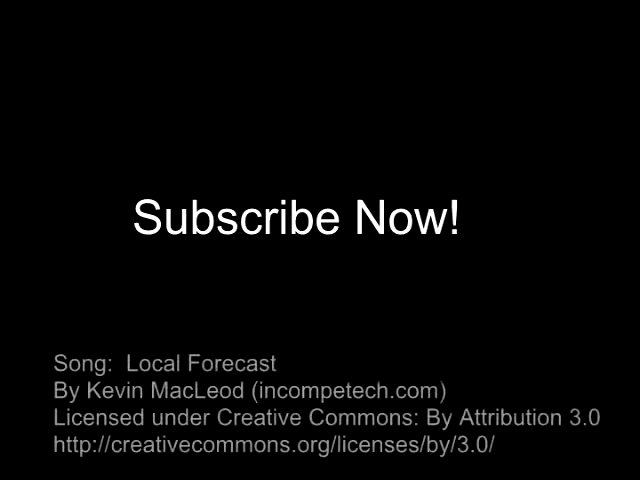 Subscribe Now!
Song:  Local Forecast
By Kevin MacLeod (incompetech.com)
Licensed under Creative Commons: By Attribution 3.0
http://creativecommons.org/licenses/by/3.0/